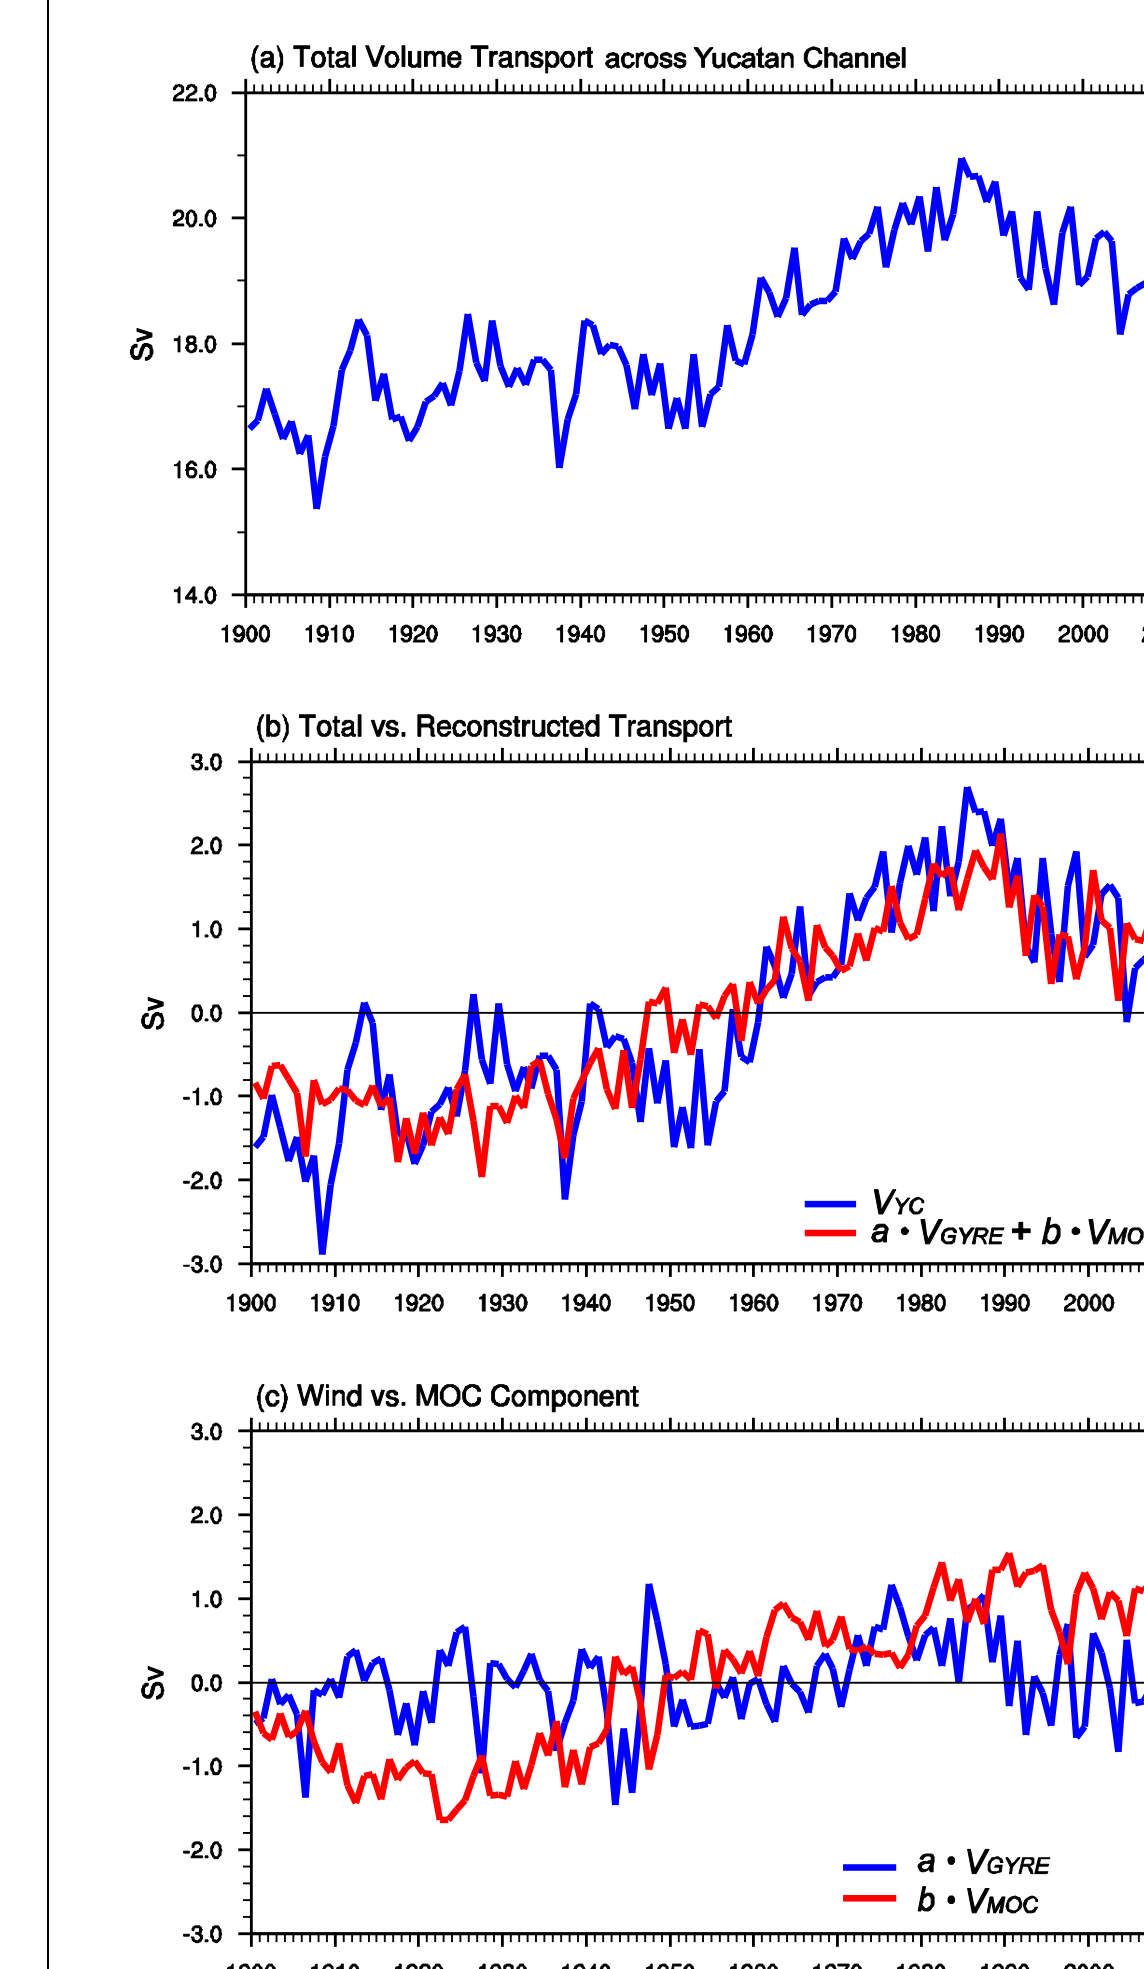 (a) Total Volume Transport across Yucatan Channel
22.0
20.0
18.0
16.0
14.0
Sv
1900 1910 1920 1930 1940 1950 1960 1970 1980 1990 2000
(b) Total vs. Reconstructed Transport
3.0
2.0
1.0
0.0
-1.0
-2.0
-3.0
Sv
VYC
a • VGYRE + b • VMO
1900 1910 1920 1930 1940 1950 1960 1970 1980 1990 2000
(c) Wind vs. MOC Component
3.0
2.0
1.0
0.0
-1.0
-2.0
-3.0
Sv
a • VGYRE
b • VMOC